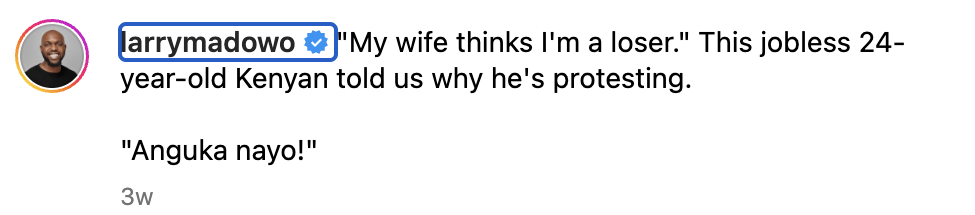 larrymadowo "My wife thinks I'm a loser." This jobless 24-
year-old Kenyan told us why he's protesting.
"Anguka nayo!"
3w